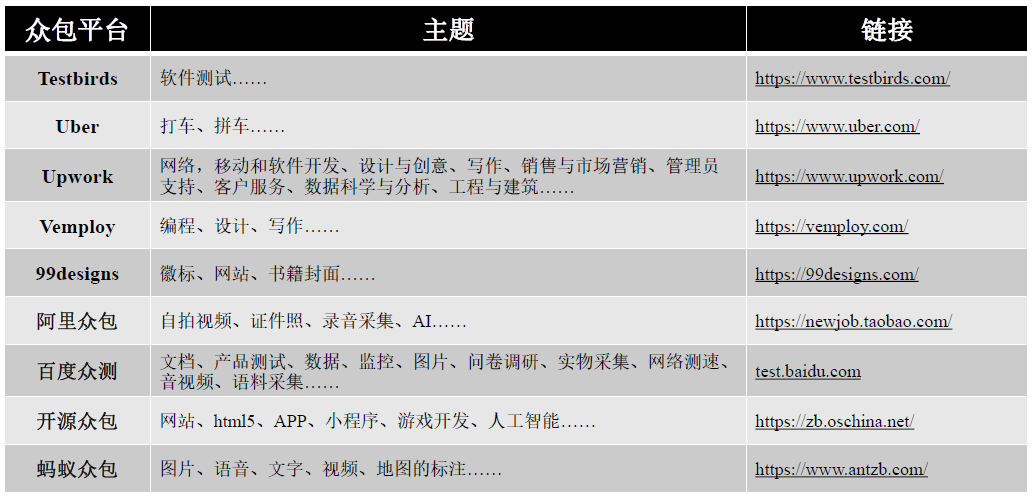 众包平台 主题 链接
Testbirds 软件测试…… https://www.testbirds.com/
Uber 打车、拼车…… https://www.uber.com/
Upwork 网络，移动和软件开发、设计与创意、写作、销售与市场营销、管理员
支持、客户服务、数据科学与分析、工程与建筑…… https://www.upwork.com/
Vemploy 编程、设计、写作…… https://vemploy.com/
99designs 徽标、网站、书籍封面…… https://99designs.com/
阿里众包 自拍视频、证件照、录音采集、AI…… https://newjob.taobao.com/
百度众测 文档、产品测试、数据、监控、图片、问卷调研、实物采集、网络测速、
音视频、语料采集…… test.baidu.com
开源众包 网站、html5、APP、小程序、游戏开发、人工智能…… https://zb.oschina.net/
蚂蚁众包 图片、语音、文字、视频、地图的标注…… https://www.antzb.com/